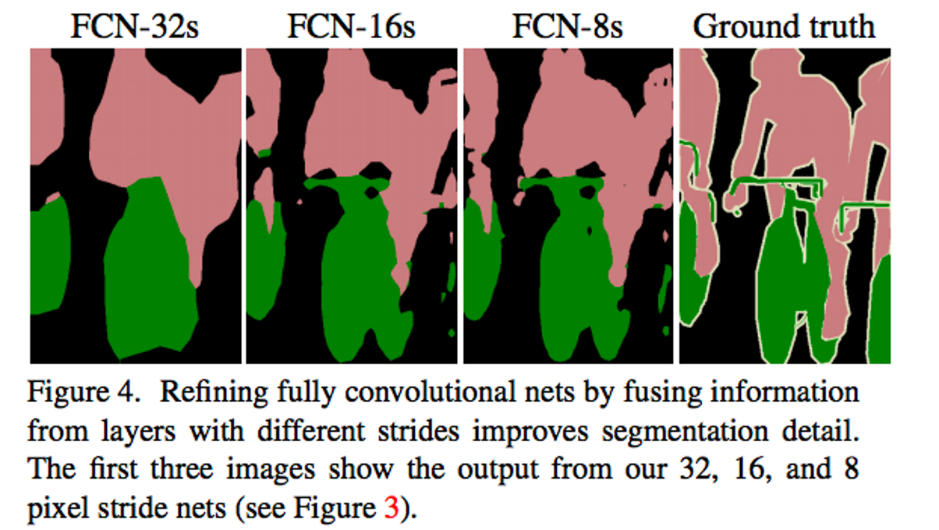 FCN-32s FCN-16s FCN-8s Ground truth
Figure 4. Refining fully convolutional nets by fusing information
from layers with different strides improves segmentation detail.
The first three images show the output from our 32, 16, and 8
pixel stride nets (see Figure 3).